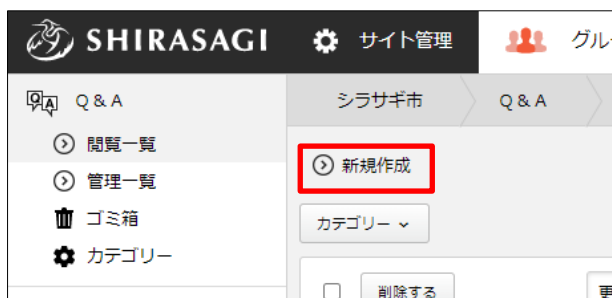 SHIRASAGI サイト管理 グルー
Q & A
シラサギ市 Q & A
閲覧一覧
新規作成
管理一覧
ゴミ箱
カテゴリー
カテゴリー
削除する